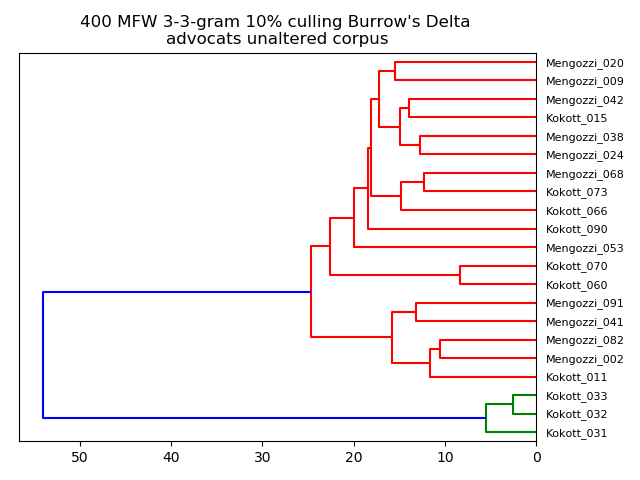 400 MFW 3-3-gram 10% culling Burrow's Delta
advocats unaltered corpus
Mengozzi_020
Mengozzi_009
Mengozzi_042
Kokott_015
Mengozzi_038
Mengozzi_024
Mengozzi_068
Kokott_073
Kokott_066
Kokott_090
Mengozzi_053
Kokott_070
Kokott_060
Mengozzi_091
Mengozzi_041
Mengozzi_082
Mengozzi_002
Kokott_011
Kokott_033
Kokott_032
Kokott_031
50 40 30 20 10 0